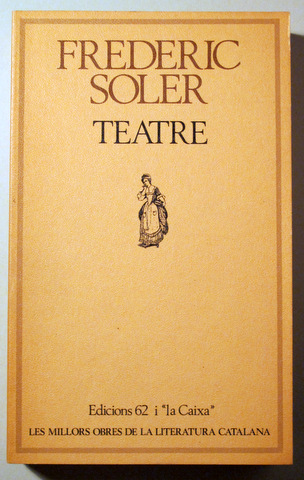 FREDERIC
SOLER
TEATRE
Edicions 62 i "la Caixa"
LES MILLORS OBRES DE LA LITERATURA CATALANA